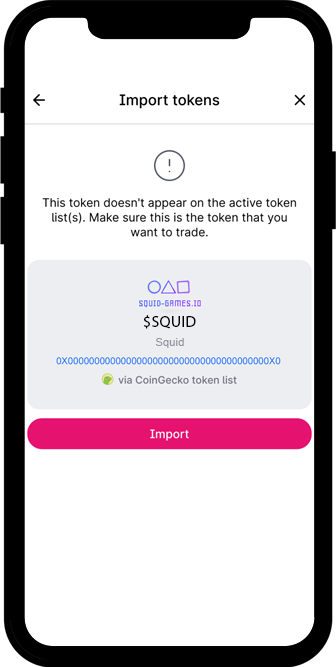 Import tokens
!
This token doesn't appear on the active token
list(s). Make sure this is the token that you
want to trade.
SQUID-GAMES.IO
$SQUID
Squid
0X00000000000000000000000000000000000000X0
via CoinGecko token list
Import